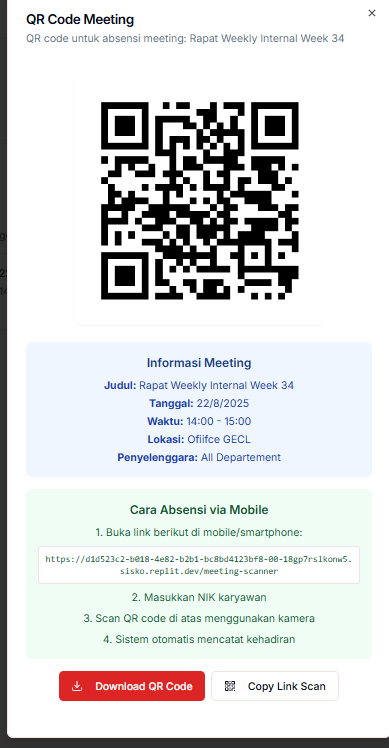 QR Code Meeting
QR code untuk absensi meeting: Rapat Weekly Internal Week 34
Informasi Meeting
Judul: Rapat Weekly Internal Week 34
Tanggal: 22/8/2025
Waktu: 14:00 - 15:00
Lokasi: Ofiifce GECL
Penyelenggara: All Departement
Cara Absensi via Mobile
1. Buka link berikut di mobile/smartphone:
https://d1d523c2-b018-4e82-b2b1-bc8bd4123bf8-00-18gp7rslkonw5.
sisko.replit.dev/meeting-scanner
2. Masukkan NIK karyawan
3. Scan QR code di atas menggunakan kamera
4. Sistem otomatis mencatat kehadiran
Download QR Code
Copy Link Scan